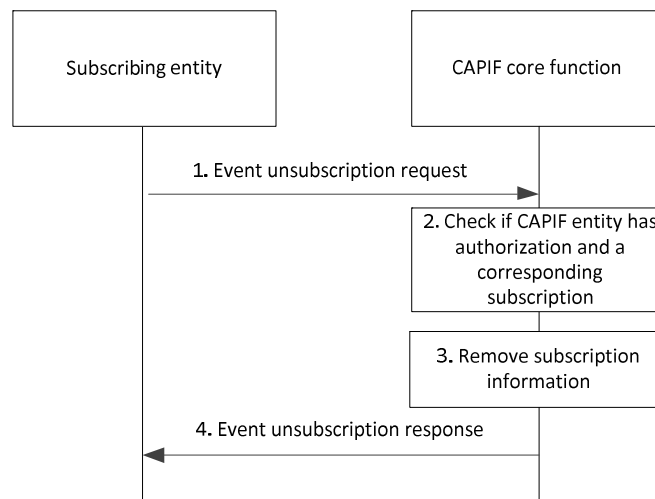 Subscribing entity
CAPIF core function
1. Event unsubscription request
2. Check if CAPIF entity has
authorization and a
corresponding
subscription
3. Remove subscription
information
4. Event unsubscription response